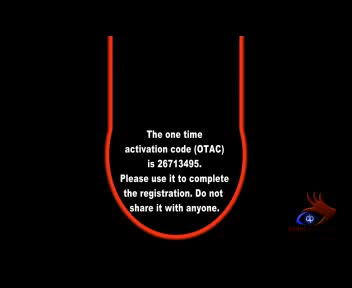 The one time
activation code (OTAC)
is 26713495.
Please use it to complete
the registration. Do not
share it with anyone.